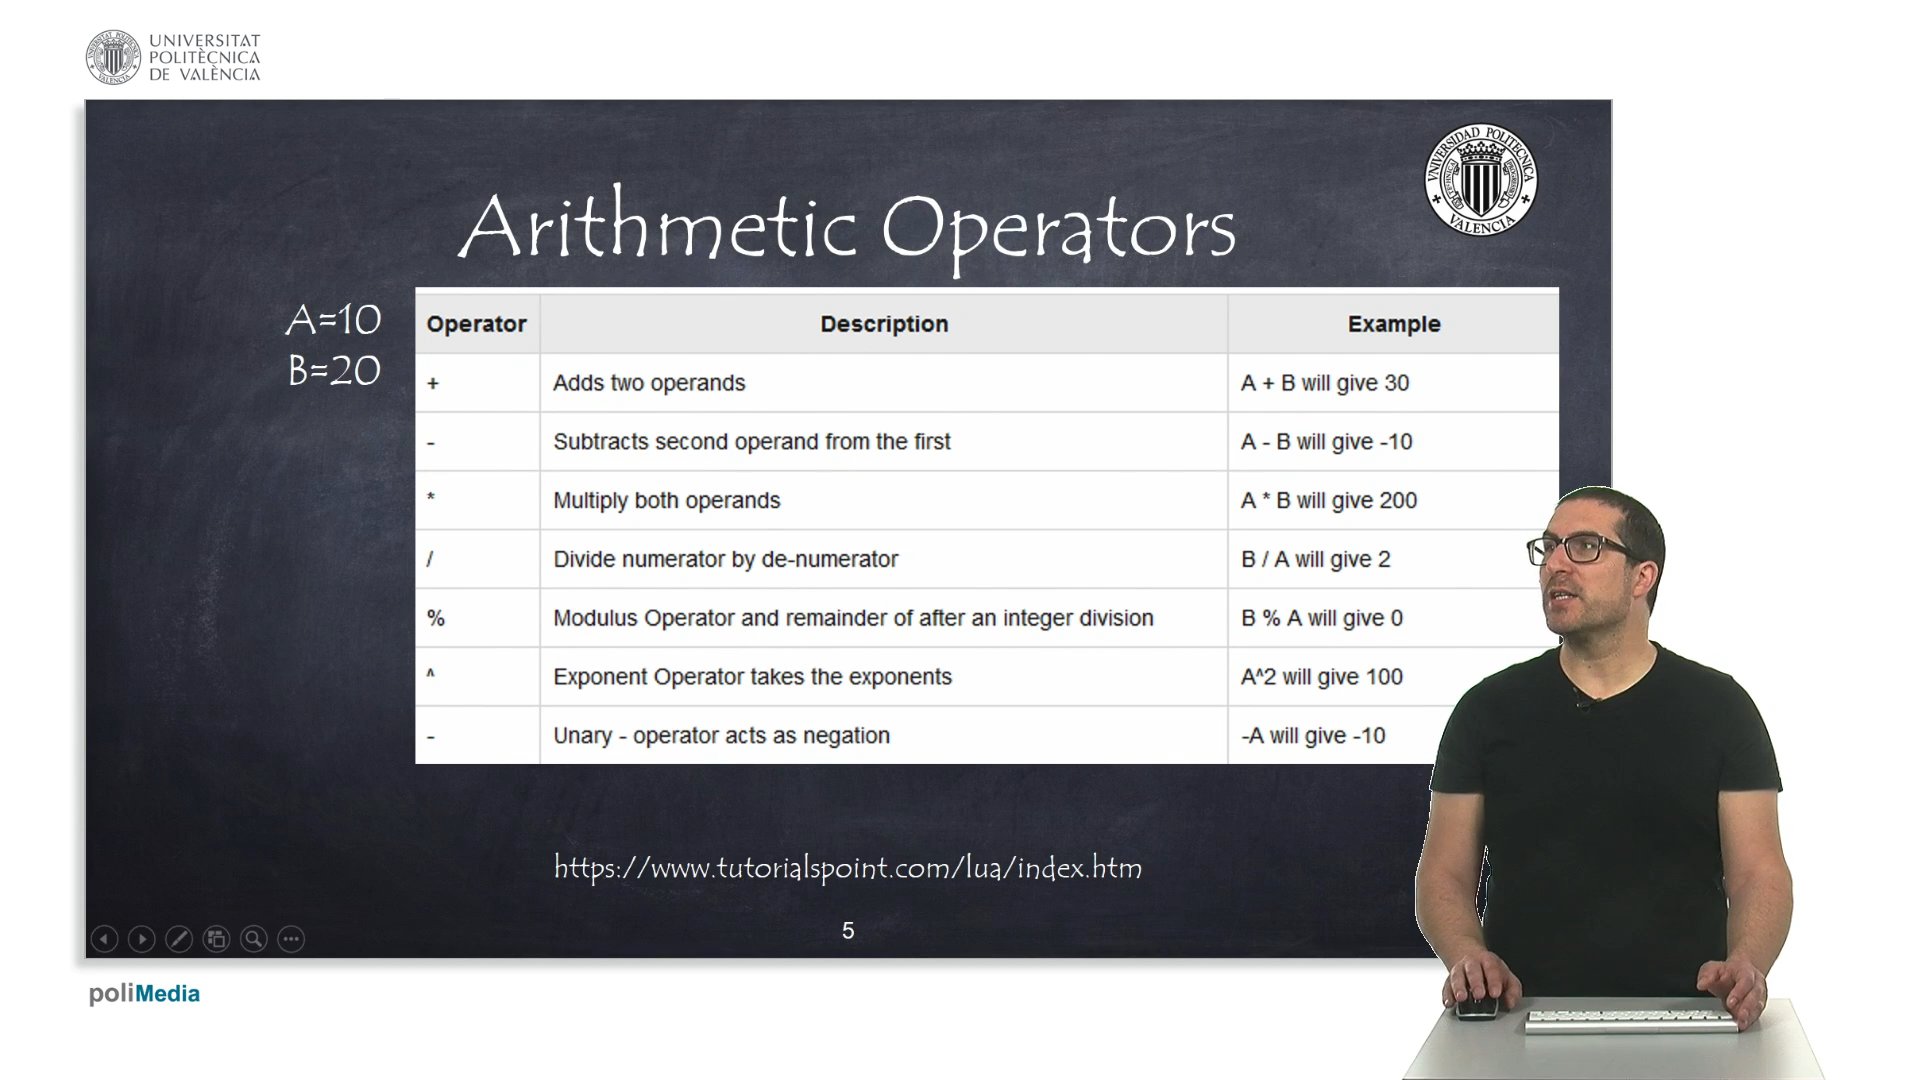 UNIVERSITAT
POLITÈCNICA
DE VALÈNCIA
UNIVERSIDAD POLITECNICA
VALENCIA
Arithmetic Operators
A=10
B=20
Operator Description Example
+ Adds two operands A + B will give 30
- Subtracts second operand from the first A - B will give -10
* Multiply both operands A * B will give 200
/ Divide numerator by de-numerator B / A will give 2
% Modulus Operator and remainder of after an integer division B % A will give 0
^ Exponent Operator takes the exponents A^2 will give 100
- Unary - operator acts as negation -A will give -10
https://www.tutorialspoint.com/lua/index.htm
5
poliMedia